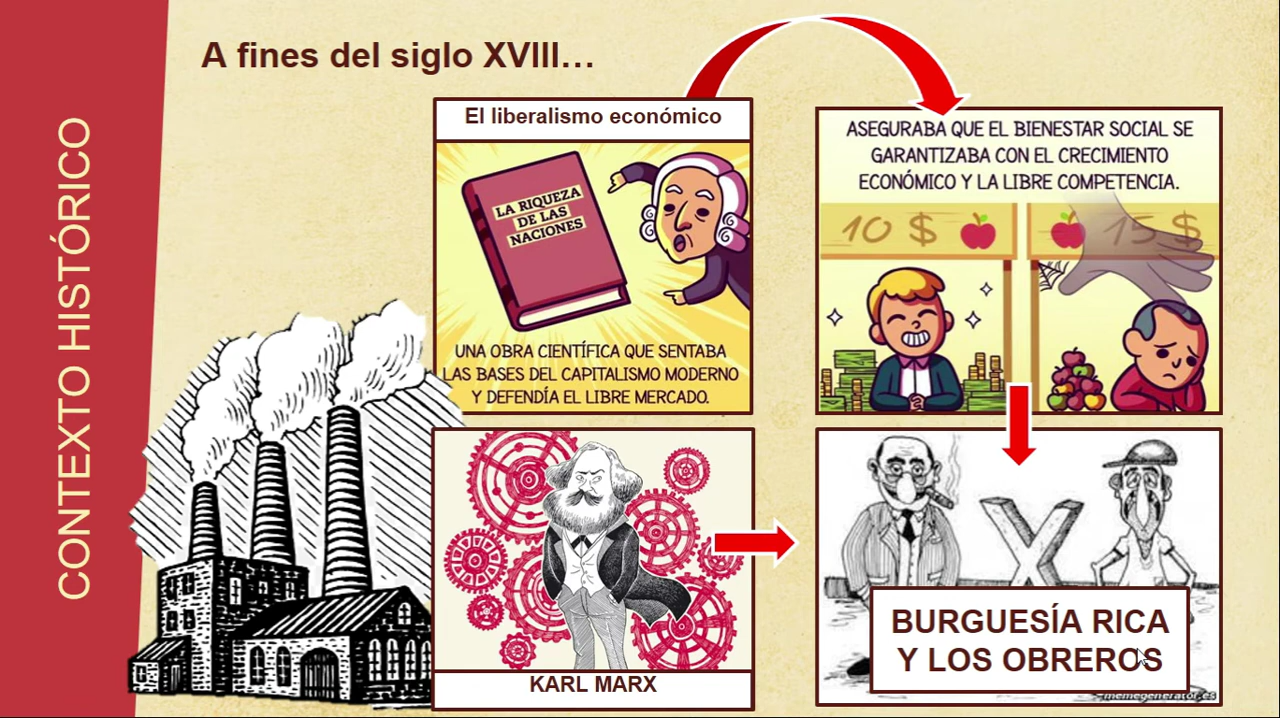 CONTEXTO HISTÓRICO
A fines del siglo XVIII...
El liberalismo económico
LA RIQUEZA
DE LAS
NACIONES
UNA OBRA CIENTÍFICA QUE SENTABA
LAS BASES DEL CAPITALISMO MODERNO
Y DEFENDÍA EL LIBRE MERCADO.
ASEGURABA QUE EL BIENESTAR SOCIAL SE
GARANTIZABA CON EL CRECIMIENTO
ECONÓMICO Y LA LIBRE COMPETENCIA.
10 $
15 $
KARL MARX
X
BURGUESÍA RICA
Y LOS OBREROS
memegenerator.es